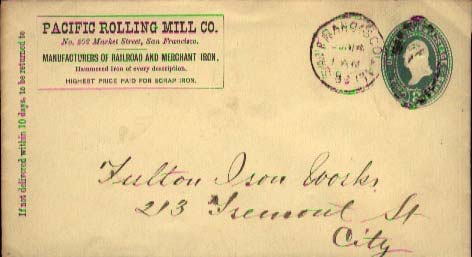 If not delivered within 10 days, to be returned to
PACIFIC ROLLING MILL CO.
No. 202 Market Street, San Francisco.
MANUFACTURERS OF RAILROAD AND MERCHANT IRON.
Hammered Iron of every description.
HIGHEST PRICE PAID FOR SCRAP IRON.
SAN FRANCISCO
Fulton Iron Works
213 Fremont St
City